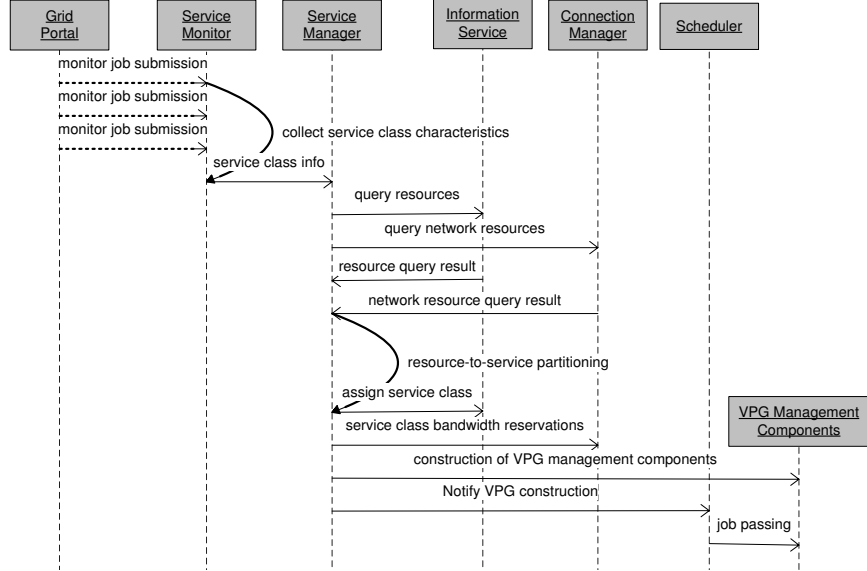 Grid
Portal
Service
Monitor
Service
Manager
Information
Service
Connection
Manager
Scheduler
monitor job submission
monitor job submission
monitor job submission
collect service class characteristics
service class info
query resources
query network resources
resource query result
network resource query result
resource-to-service partitioning
assign service class
VPG Management
Components
service class bandwidth reservations
construction of VPG management components
Notify VPG construction
job passing